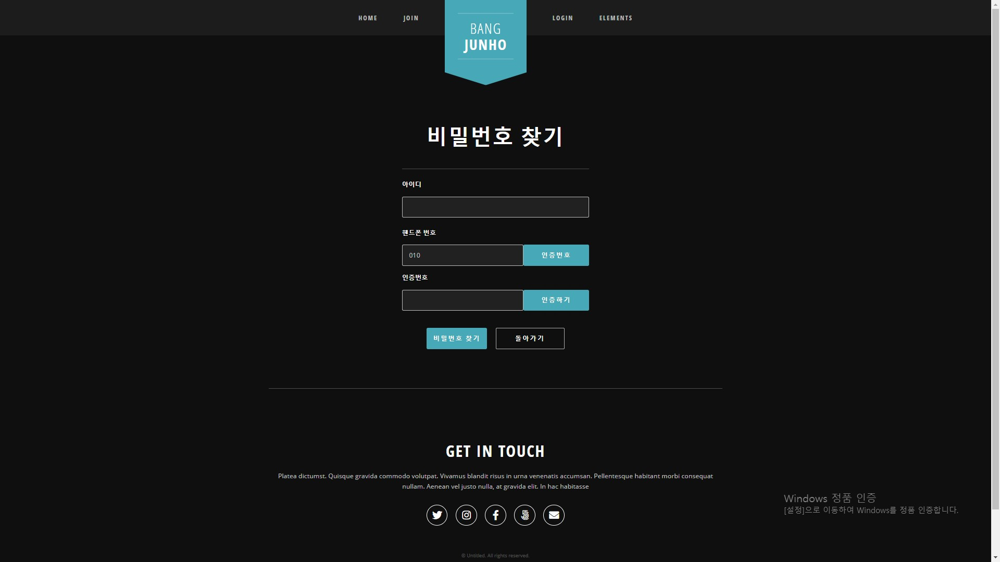 HOME
JOIN
BANG
JUNHO
LOGIN
ELEMENTS
비밀번호 찾기
아이디
핸드폰 번호
010
인증번호
인증번호
인증하기
비밀번호 찾기
돌아가기
GET IN TOUCH
Platea dictumst. Quisque gravida commodo volutpat. Vivamus blandit risus in urna venenatis accumsan. Pellentesque habitant morbi consequat
nullam. Aenean vel justo nulla, at gravida elit. In hac habitasse
Windows 정품 인증
[설정]으로 이동하여 Windows를 정품 인증합니다.
© Untitled. All rights reserved.